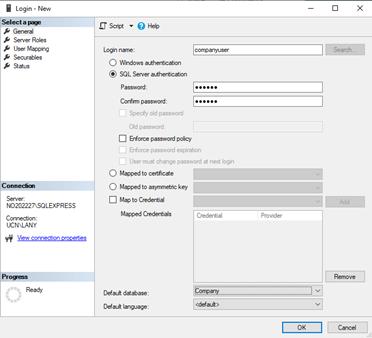 Login - New
Select a page
General
Server Roles
User Mapping
Securables
Status
Script
Help
Login name:
companyuser
Search...
Windows authentication
SQL Server authentication
Password:
••••••
Confirm password:
••••••
Specify old password
Old password:
Enforce password policy
Enforce password expiration
User must change password at next login
Mapped to certificate
Mapped to asymmetric key
Map to Credential
Add
Mapped Credentials
Credential
Provider
Remove
Default database:
Company
Default language:
<default>
Connection
Server:
NO202227\SQLEXPRESS
Connection:
UCN\LANY
View connection properties
Progress
Ready
OK
Cancel